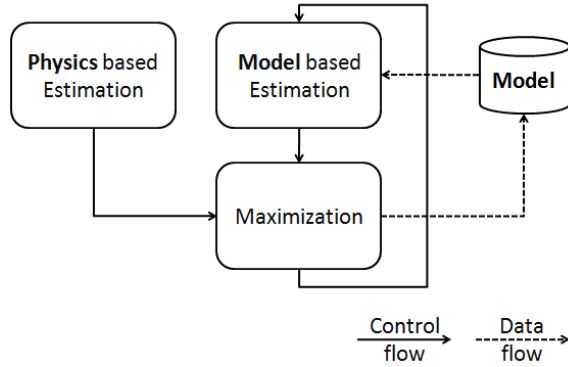 Physics based
Estimation
Model based
Estimation
Model
Maximization
Control
flow
Data
flow